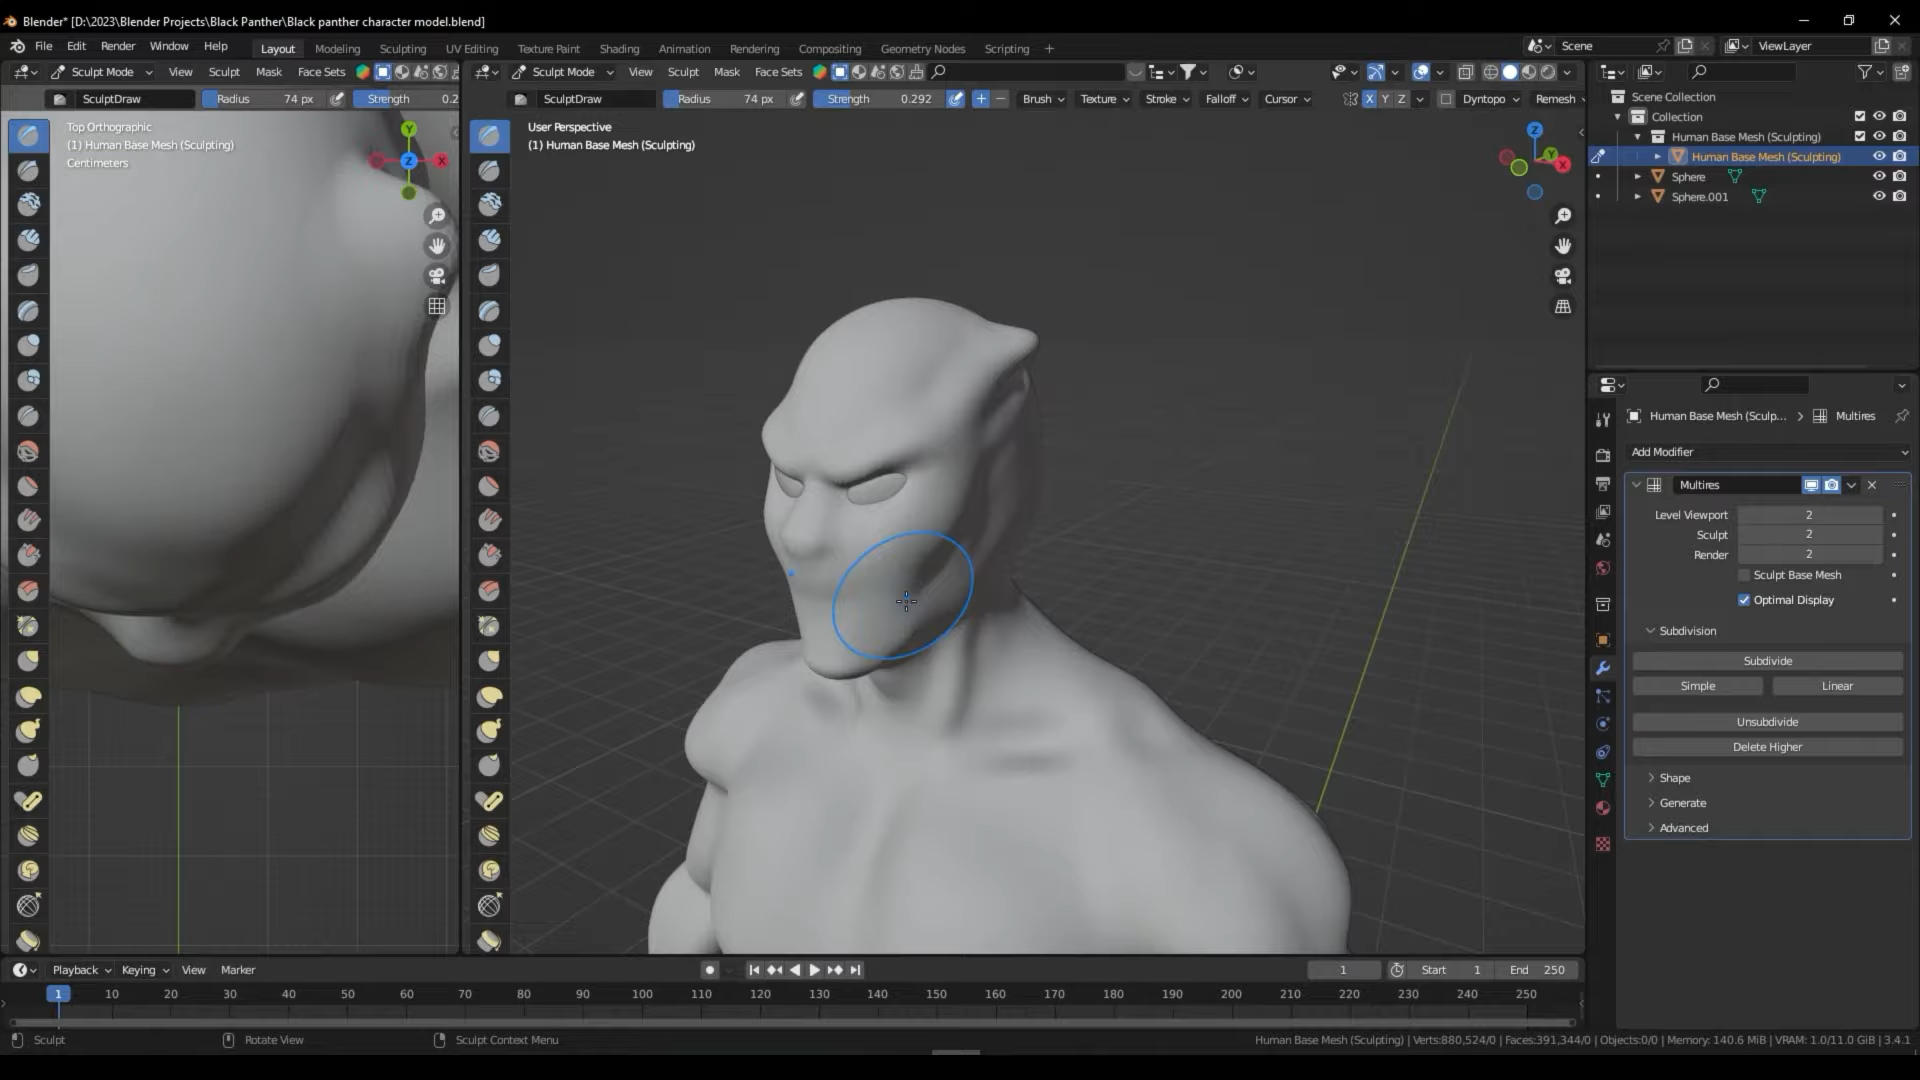 Blender* [D:\2023\Blender Projects\Black Panther\Black panther character model.blend]
File Edit Render Window Help Layout Modeling Sculpting UV Editing Texture Paint Shading Animation Rendering Compositing Geometry Nodes Scripting + Scene ViewLayer
Sculpt Mode View Sculpt Mask Face Sets Sculpt Mode View Sculpt Mask Face Sets
SculptDraw Radius 74 px Strength 0.2 SculptDraw Radius 74 px Strength 0.292 Brush Texture Stroke Falloff Cursor X Y Z Dyntopo Remesh
Top Orthographic
(1) Human Base Mesh (Sculpting)
Centimeters
Y
Z
X
User Perspective
(1) Human Base Mesh (Sculpting)
Z
Y
X
Scene Collection
Collection
Human Base Mesh (Sculpting)
Human Base Mesh (Sculpting)
Sphere
Sphere.001
Human Base Mesh (Sculp... > Multires
Add Modifier
Multires
Level Viewport 2
Sculpt 2
Render 2
Sculpt Base Mesh
Optimal Display
Subdivision
Subdivide
Simple Linear
Unsubdivide
Delete Higher
Shape
Generate
Advanced
Playback Keying View Marker 1 Start 1 End 250
1 10 20 30 40 50 60 70 80 90 100 110 120 130 140 150 160 170 180 190 200 210 220 230 240 250
Sculpt Rotate View Sculpt Context Menu Human Base Mesh (Sculpting) | Verts:880,524/0 | Faces:391,344/0 | Objects:0/0 | Memory: 140.6 MiB | VRAM: 1.0/11.0 GiB | 3.4.1